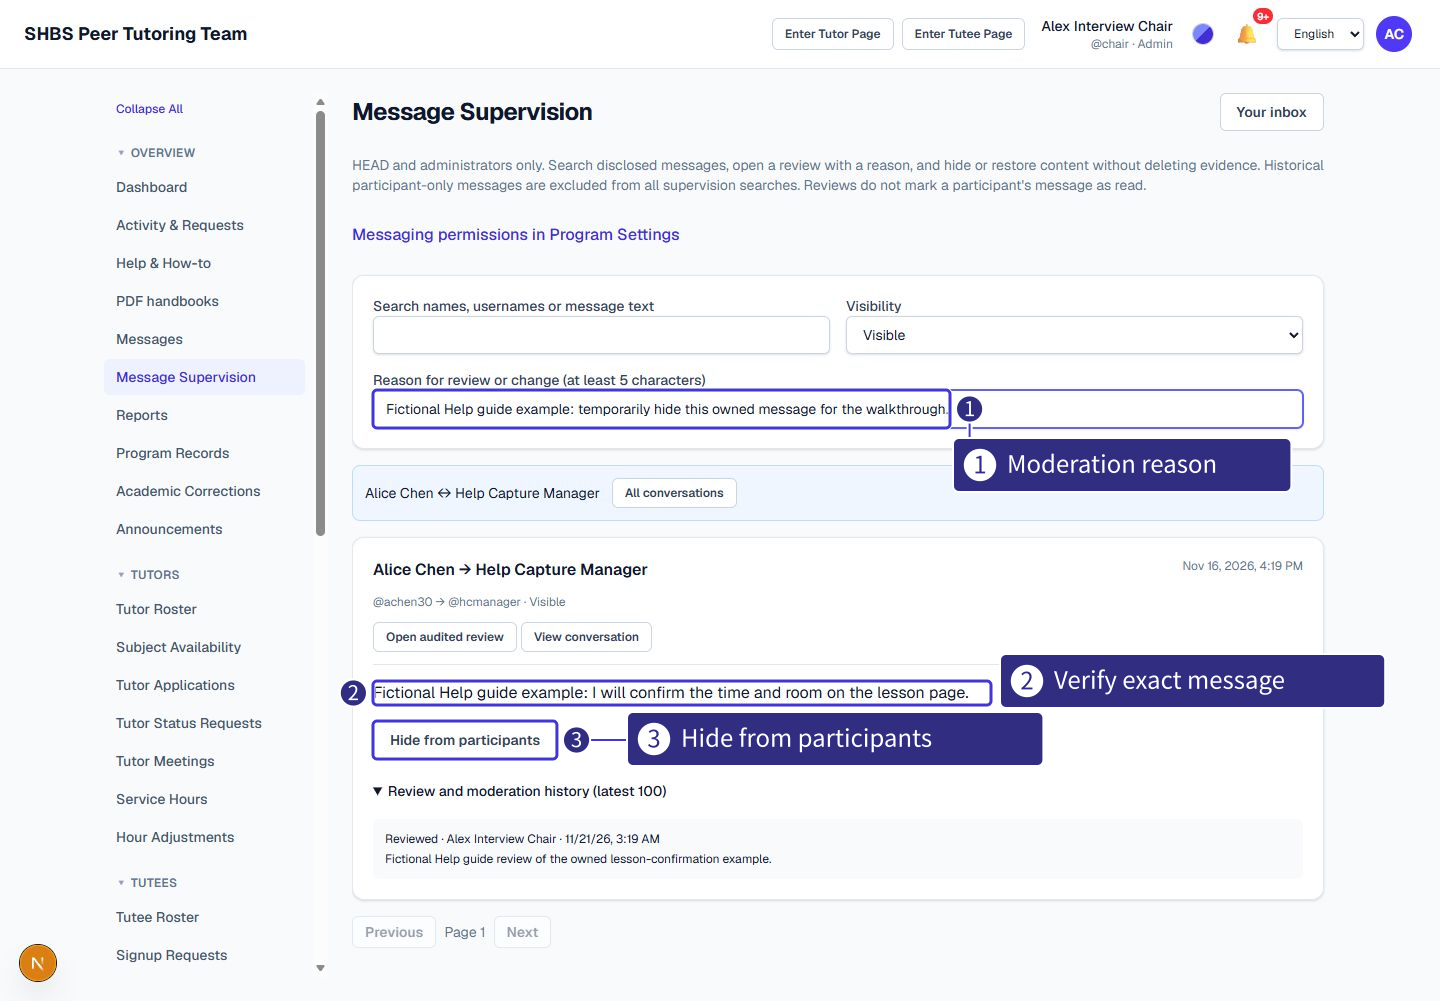 SHBS Peer Tutoring Team
Enter Tutor Page
Enter Tutee Page
Alex Interview Chair
@chair · Admin
9+
English
AC
Collapse All
▼ OVERVIEW
Dashboard
Activity & Requests
Help & How-to
PDF handbooks
Messages
Message Supervision
Reports
Program Records
Academic Corrections
Announcements
▼ TUTORS
Tutor Roster
Subject Availability
Tutor Applications
Tutor Status Requests
Tutor Meetings
Service Hours
Hour Adjustments
▼ TUTEES
Tutee Roster
Signup Requests
N
Message Supervision
Your inbox
HEAD and administrators only. Search disclosed messages, open a review with a reason, and hide or restore content without deleting evidence. Historical
participant-only messages are excluded from all supervision searches. Reviews do not mark a participant's message as read.
Messaging permissions in Program Settings
Search names, usernames or message text
Visibility
Visible
Reason for review or change (at least 5 characters)
Fictional Help guide example: temporarily hide this owned message for the walkthrough.
1
1 Moderation reason
Alice Chen ↔ Help Capture Manager
All conversations
Alice Chen → Help Capture Manager
Nov 16, 2026, 4:19 PM
@achen30 → @hcmanager · Visible
Open audited review
View conversation
2
Fictional Help guide example: I will confirm the time and room on the lesson page.
2 Verify exact message
Hide from participants
3
3 Hide from participants
▼ Review and moderation history (latest 100)
Reviewed · Alex Interview Chair · 11/21/26, 3:19 AM
Fictional Help guide review of the owned lesson-confirmation example.
Previous
Page 1
Next